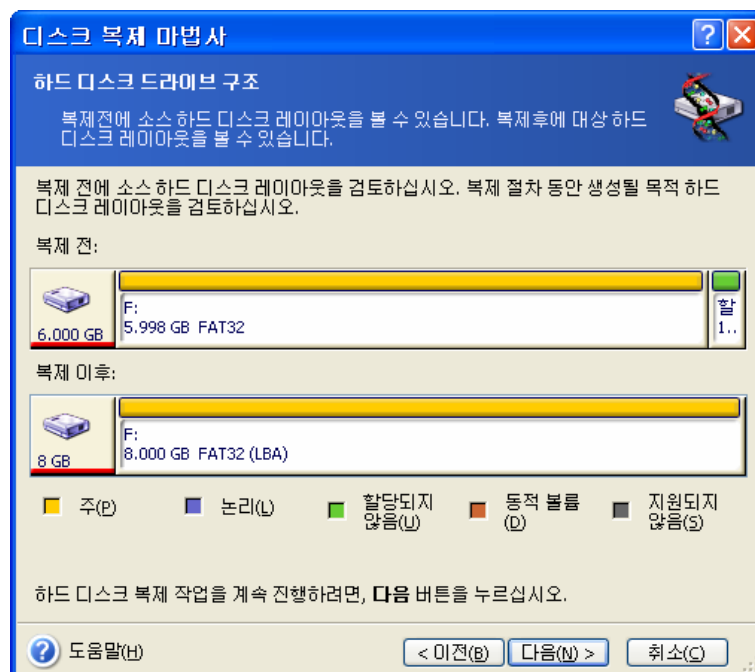 디스크 복제 마법사
하드 디스크 드라이브 구조
복제전에 소스 하드 디스크 레이아웃을 볼 수 있습니다. 복제후에 대상 하드
디스크 레이아웃을 볼 수 있습니다.
복제 전에 소스 하드 디스크 레이아웃을 검토하십시오. 복제 절차 동안 생성될 목적 하드
디스크 레이아웃을 검토하십시오.
복제 전:
F:
할
6.000 GB
5.998 GB FAT32
1..
복제 이후:
F:
8 GB
8.000 GB FAT32 (LBA)
주(P)
논리(L)
할당되지
않음(U)
동적 볼륨
(D)
지원되지
않음(S)
하드 디스크 복제 작업을 계속 진행하려면, 다음 버튼을 누르십시오.
? 도움말(H)
< 이전(B)
다음(N) >
취소(C)